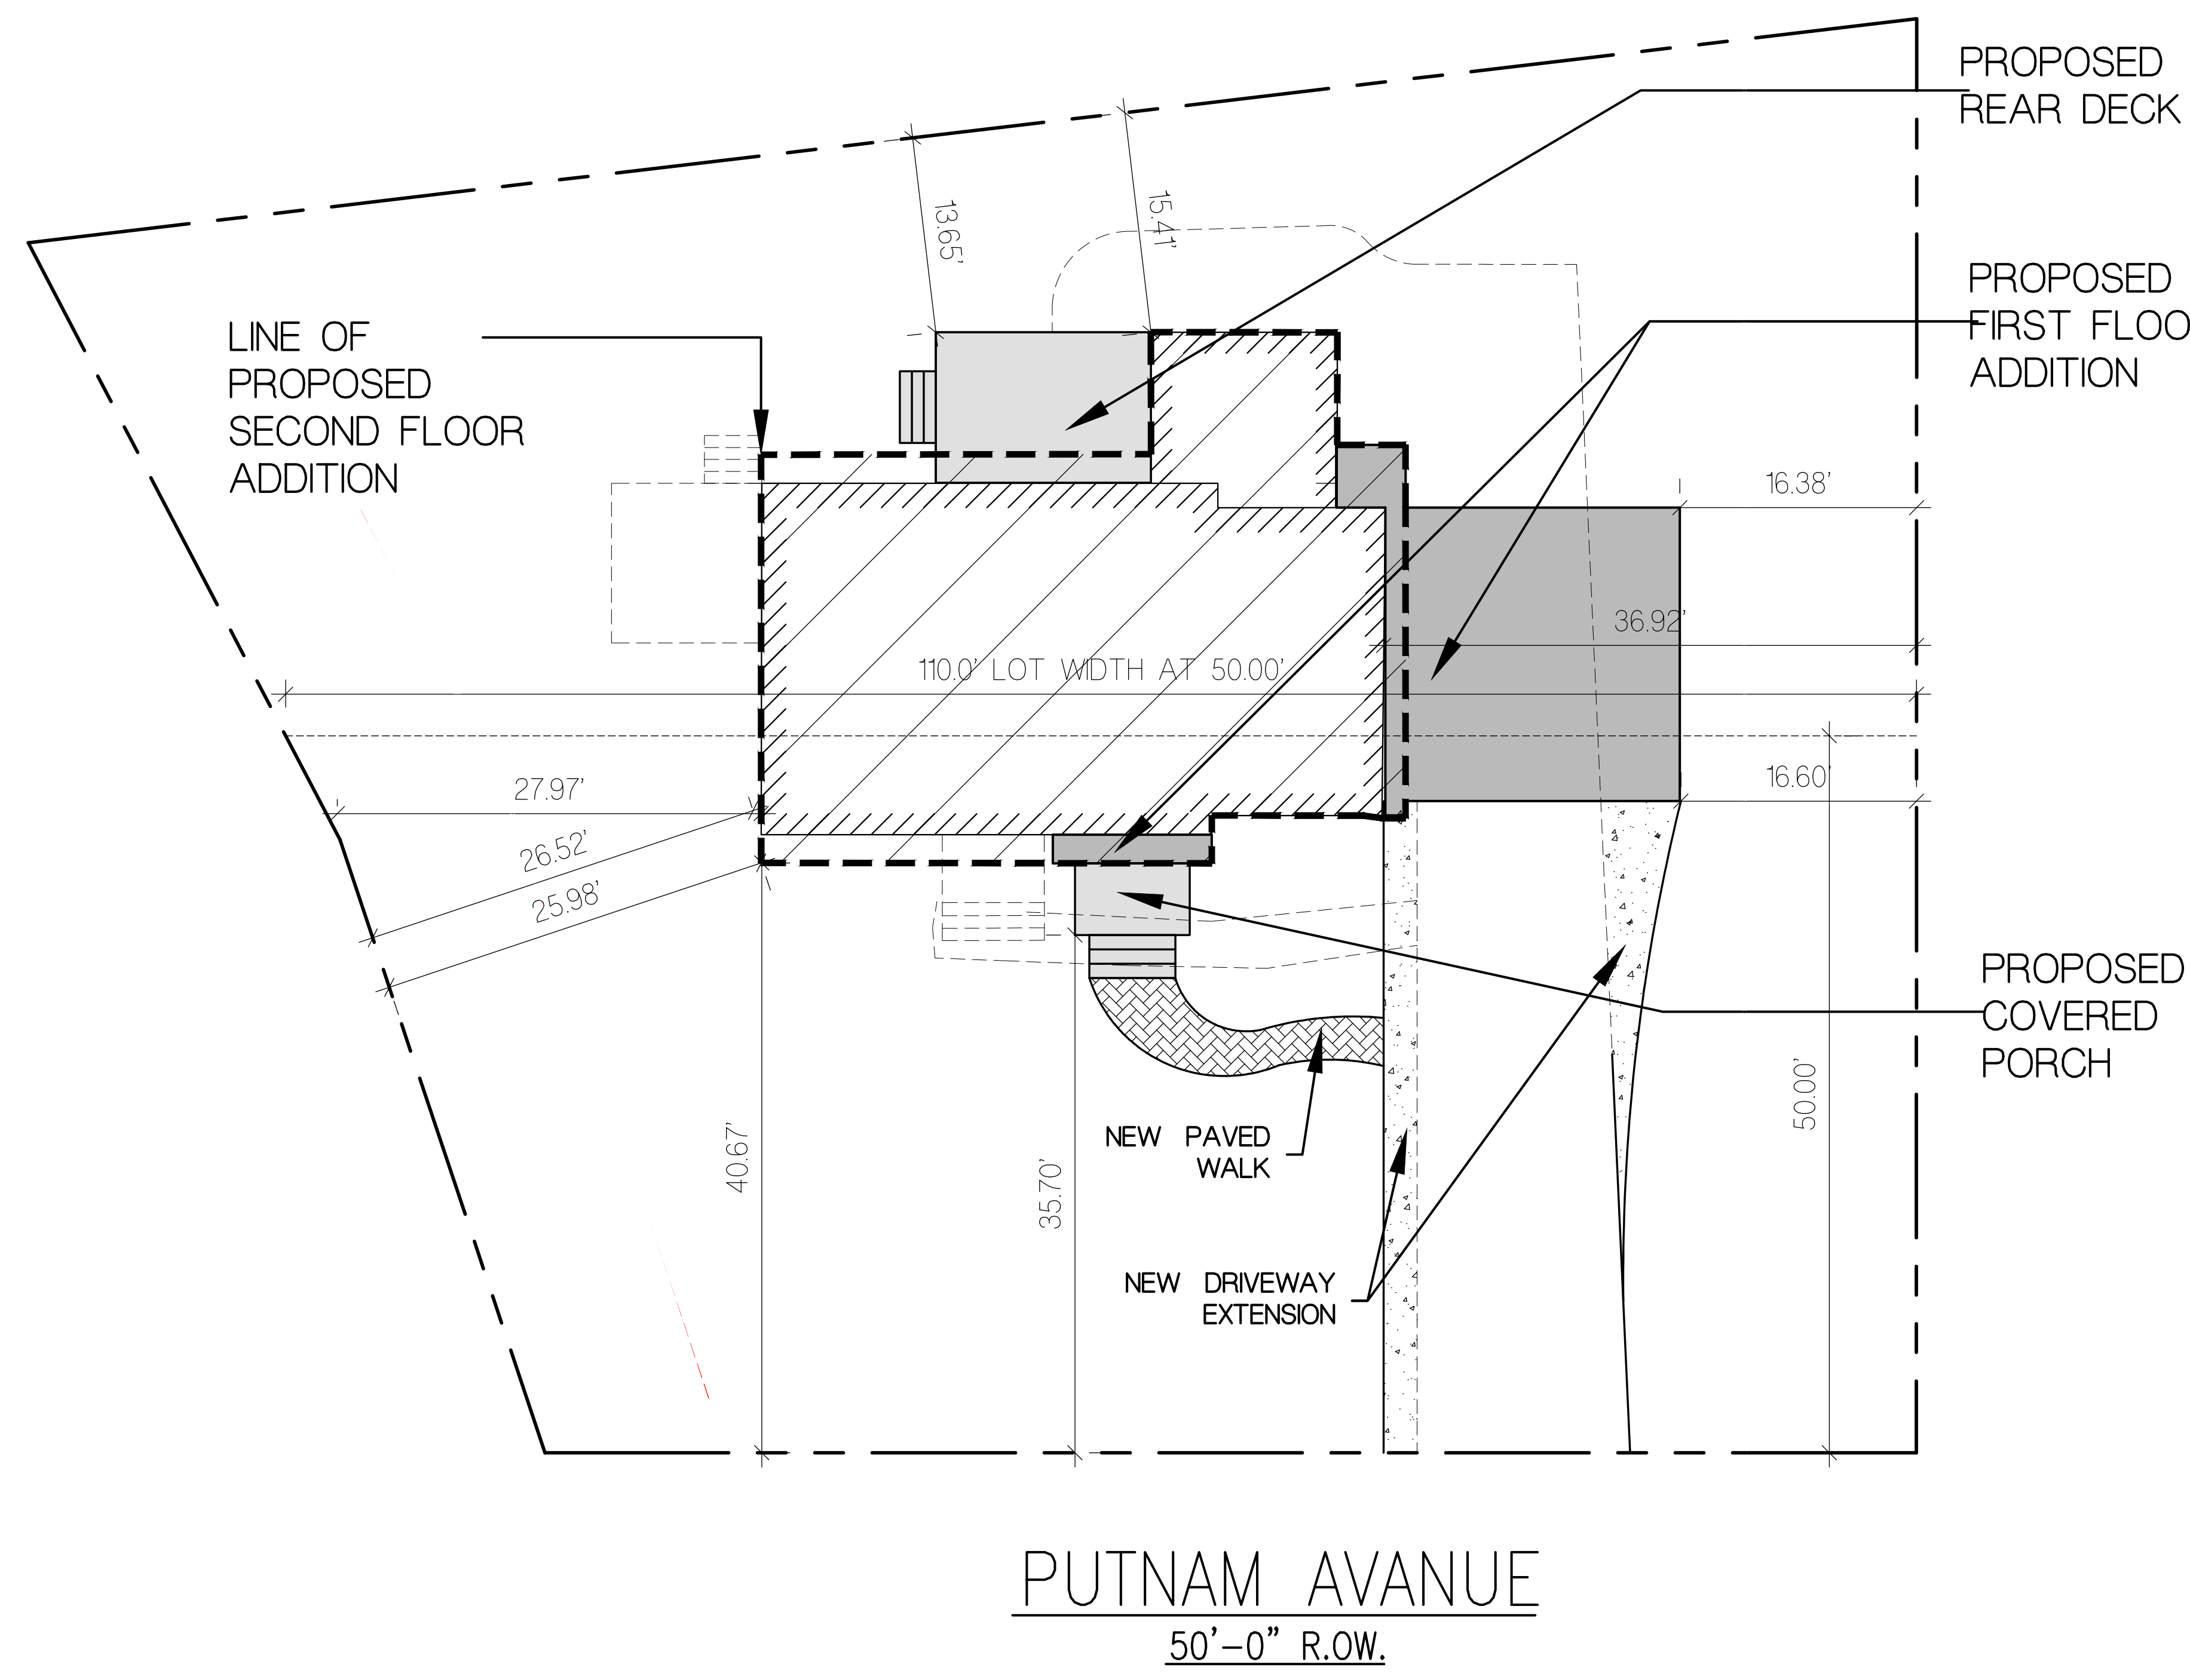 PROPOSED
REAR DECK
13.65'
15.41'
PROPOSED
FIRST FLOO
ADDITION
LINE OF
PROPOSED
SECOND FLOOR
ADDITION
16.38'
36.92'
110.0' LOT WIDTH AT 50.00'
27.97'
16.60'
26.52'
25.98'
PROPOSED
COVERED
PORCH
50.00'
40.67'
35.70'
NEW PAVED
WALK
NEW DRIVEWAY
EXTENSION
PUTNAM AVANUE
50'-0" R.OW.